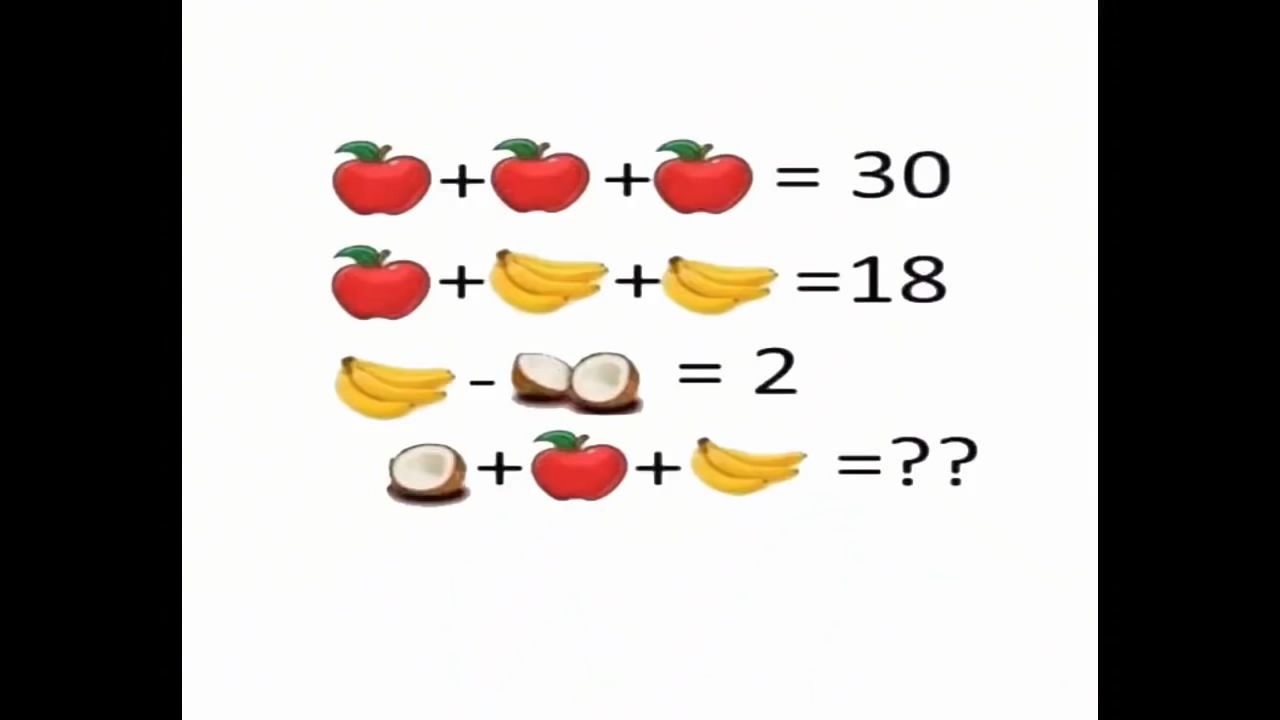 + + = 30
+ + =18
- = 2
+ + =??